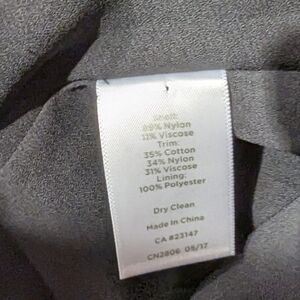 Shell:
89% Nylon
11% Viscose
Trim:
35% Cotton
34% Nylon
31% Viscose
Lining:
100% Polyester
Dry Clean
Made In China
CA #23147
CN2806 08/17